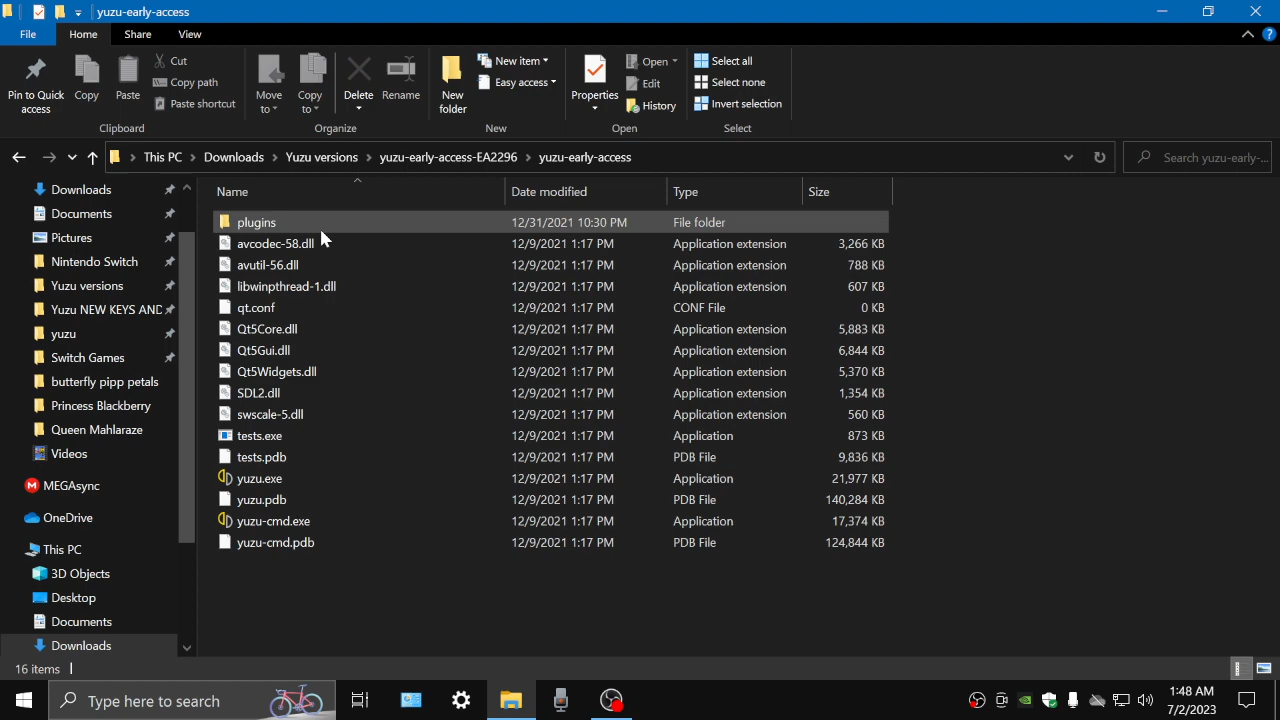 yuzu-early-access
File Home Share View
Pin to Quick access
Copy
Paste
Cut
Copy path
Paste shortcut
Clipboard
Move to
Copy to
Delete
Rename
Organize
New folder
New item
Easy access
New
Properties
Open
Edit
History
Open
Select all
Select none
Invert selection
Select
This PC > Downloads > Yuzu versions > yuzu-early-access-EA2296 > yuzu-early-access
Search yuzu-early-...
Downloads
Documents
Pictures
Nintendo Switch
Yuzu versions
Yuzu NEW KEYS AND
yuzu
Switch Games
butterfly pipp petals
Princess Blackberry
Queen Mahlaraze
Videos
MEGAsync
OneDrive
This PC
3D Objects
Desktop
Documents
Downloads
Name Date modified Type Size
plugins 12/31/2021 10:30 PM File folder
avcodec-58.dll 12/9/2021 1:17 PM Application extension 3,266 KB
avutil-56.dll 12/9/2021 1:17 PM Application extension 788 KB
libwinpthread-1.dll 12/9/2021 1:17 PM Application extension 607 KB
qt.conf 12/9/2021 1:17 PM CONF File 0 KB
Qt5Core.dll 12/9/2021 1:17 PM Application extension 5,883 KB
Qt5Gui.dll 12/9/2021 1:17 PM Application extension 6,844 KB
Qt5Widgets.dll 12/9/2021 1:17 PM Application extension 5,370 KB
SDL2.dll 12/9/2021 1:17 PM Application extension 1,354 KB
swscale-5.dll 12/9/2021 1:17 PM Application extension 560 KB
tests.exe 12/9/2021 1:17 PM Application 873 KB
tests.pdb 12/9/2021 1:17 PM PDB File 9,836 KB
yuzu.exe 12/9/2021 1:17 PM Application 21,977 KB
yuzu.pdb 12/9/2021 1:17 PM PDB File 140,284 KB
yuzu-cmd.exe 12/9/2021 1:17 PM Application 17,374 KB
yuzu-cmd.pdb 12/9/2021 1:17 PM PDB File 124,844 KB
16 items
Type here to search
1:48 AM
7/2/2023